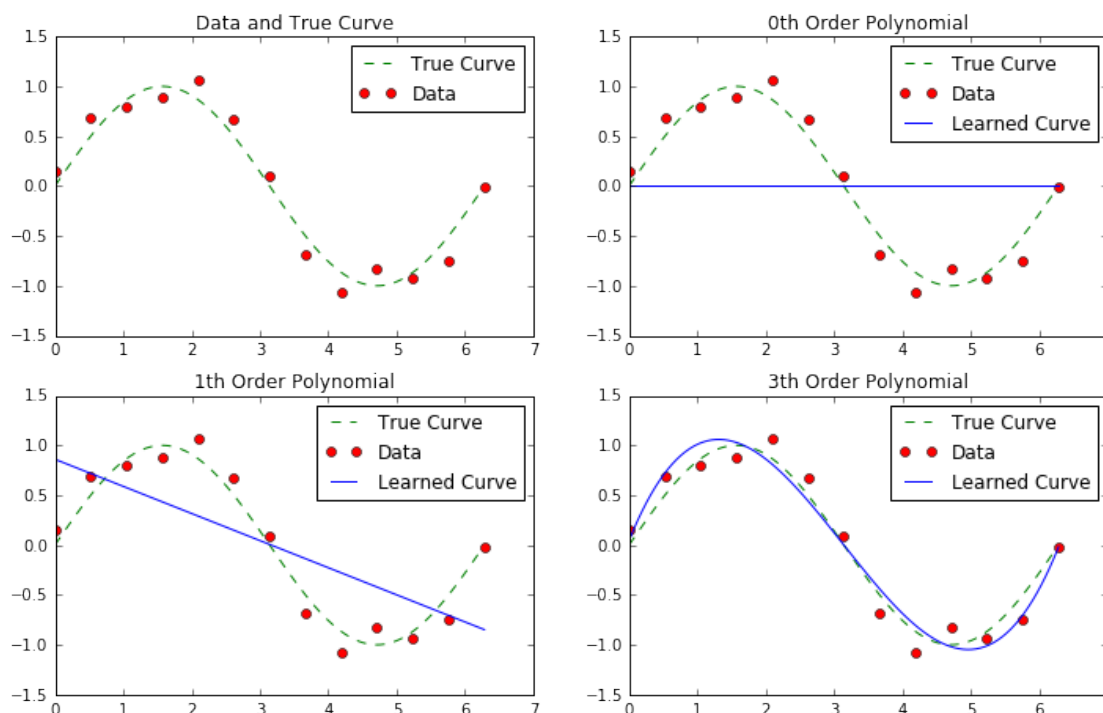 Data and True Curve
1.5
1.0
0.5
0.0
−0.5
−1.0
−1.5
0 1 2 3 4 5 6 7
True Curve
Data
0th Order Polynomial
1.5
1.0
0.5
0.0
−0.5
−1.0
−1.5
0 1 2 3 4 5 6
True Curve
Data
Learned Curve
1th Order Polynomial
1.5
1.0
0.5
0.0
−0.5
−1.0
−1.5
0 1 2 3 4 5 6 7
True Curve
Data
Learned Curve
3th Order Polynomial
1.5
1.0
0.5
0.0
−0.5
−1.0
−1.5
0 1 2 3 4 5 6
True Curve
Data
Learned Curve